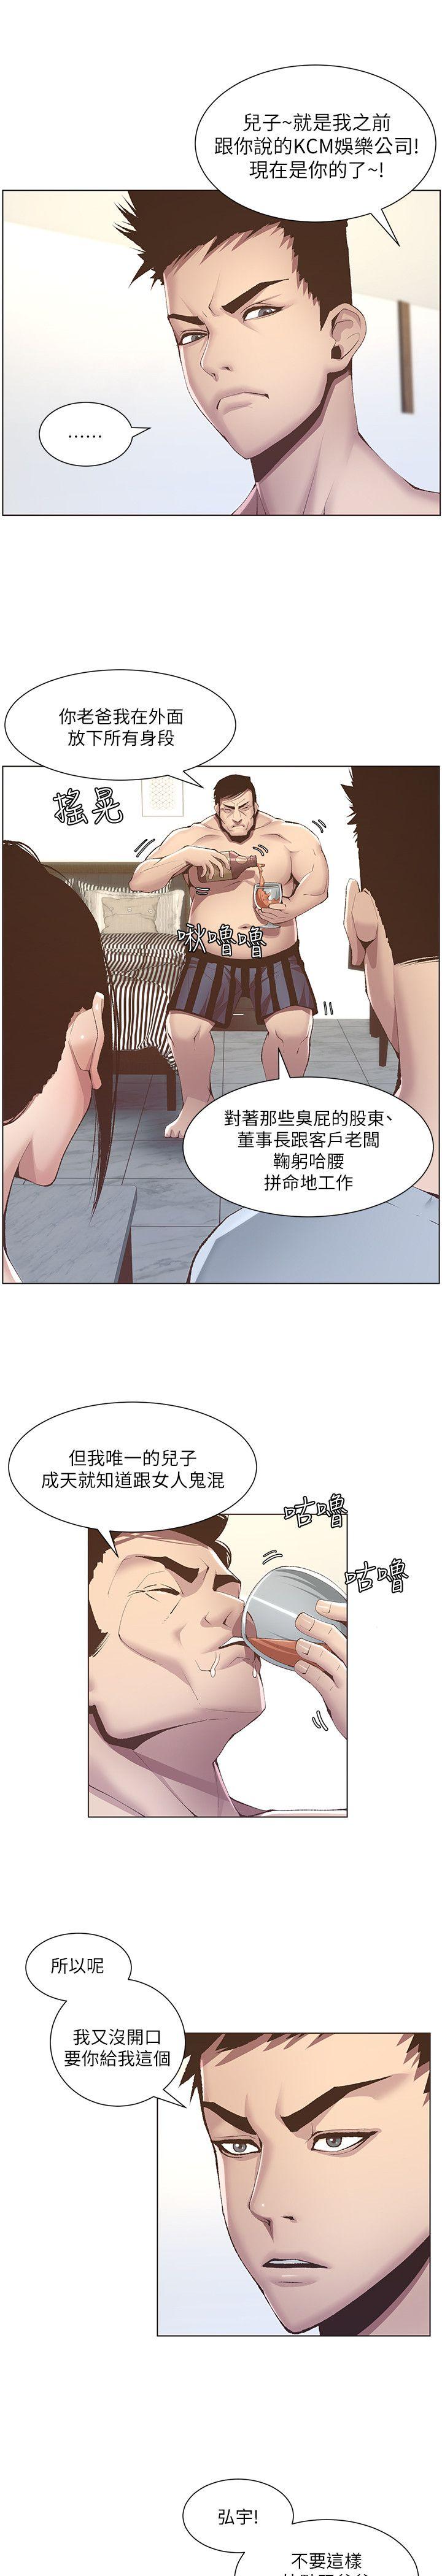 兒子~就是我之前
跟你說的KCM娛樂公司!
現在是你的了~!
……
你老爸我在外面
放下所有身段
搖晃
啾嚕嚕
對著那些臭屁的股東、
董事長跟客戶老闆
鞠躬哈腰
拼命地工作
但我唯一的兒子
成天就知道跟女人鬼混
咕嚕
咕嚕
所以呢
我又沒開口
要你給我這個
弘宇!
不要這樣